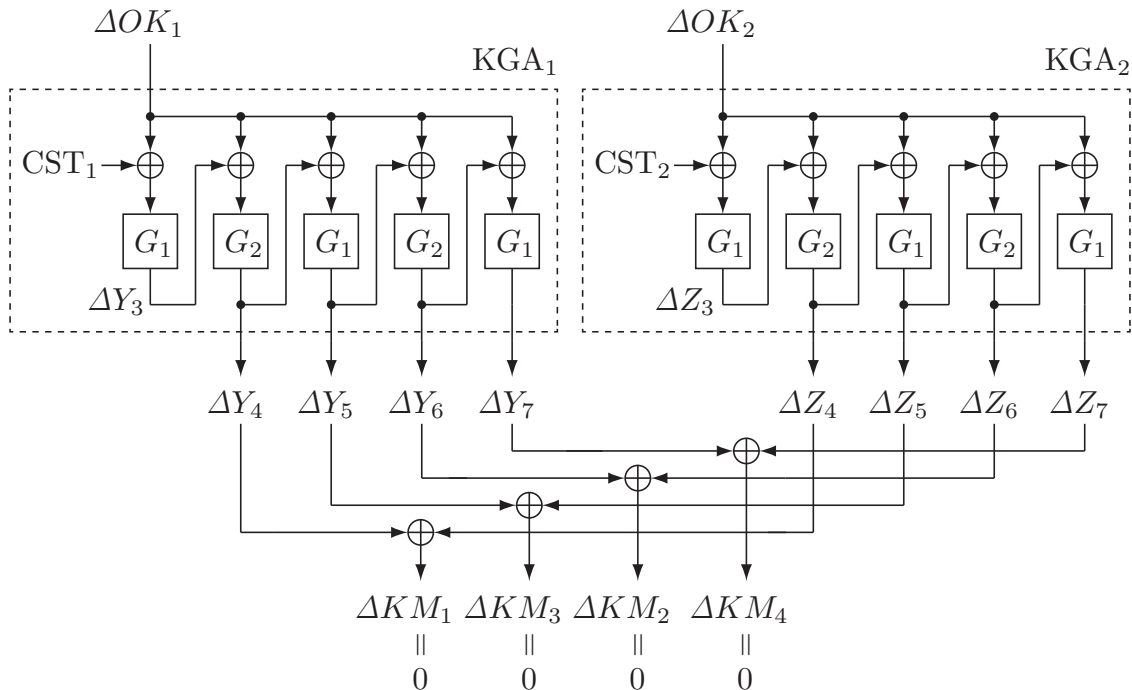 ΔOK₁ ΔOK₂
KGA₁ KGA₂
CST₁ CST₂
G₁ G₂ G₁ G₂ G₁ G₁ G₂ G₁ G₂ G₁
ΔY₃ ΔZ₃
ΔY₄ ΔY₅ ΔY₆ ΔY₇ ΔZ₄ ΔZ₅ ΔZ₆ ΔZ₇
ΔKM₁ ΔKM₃ ΔKM₂ ΔKM₄
= = = =
0 0 0 0